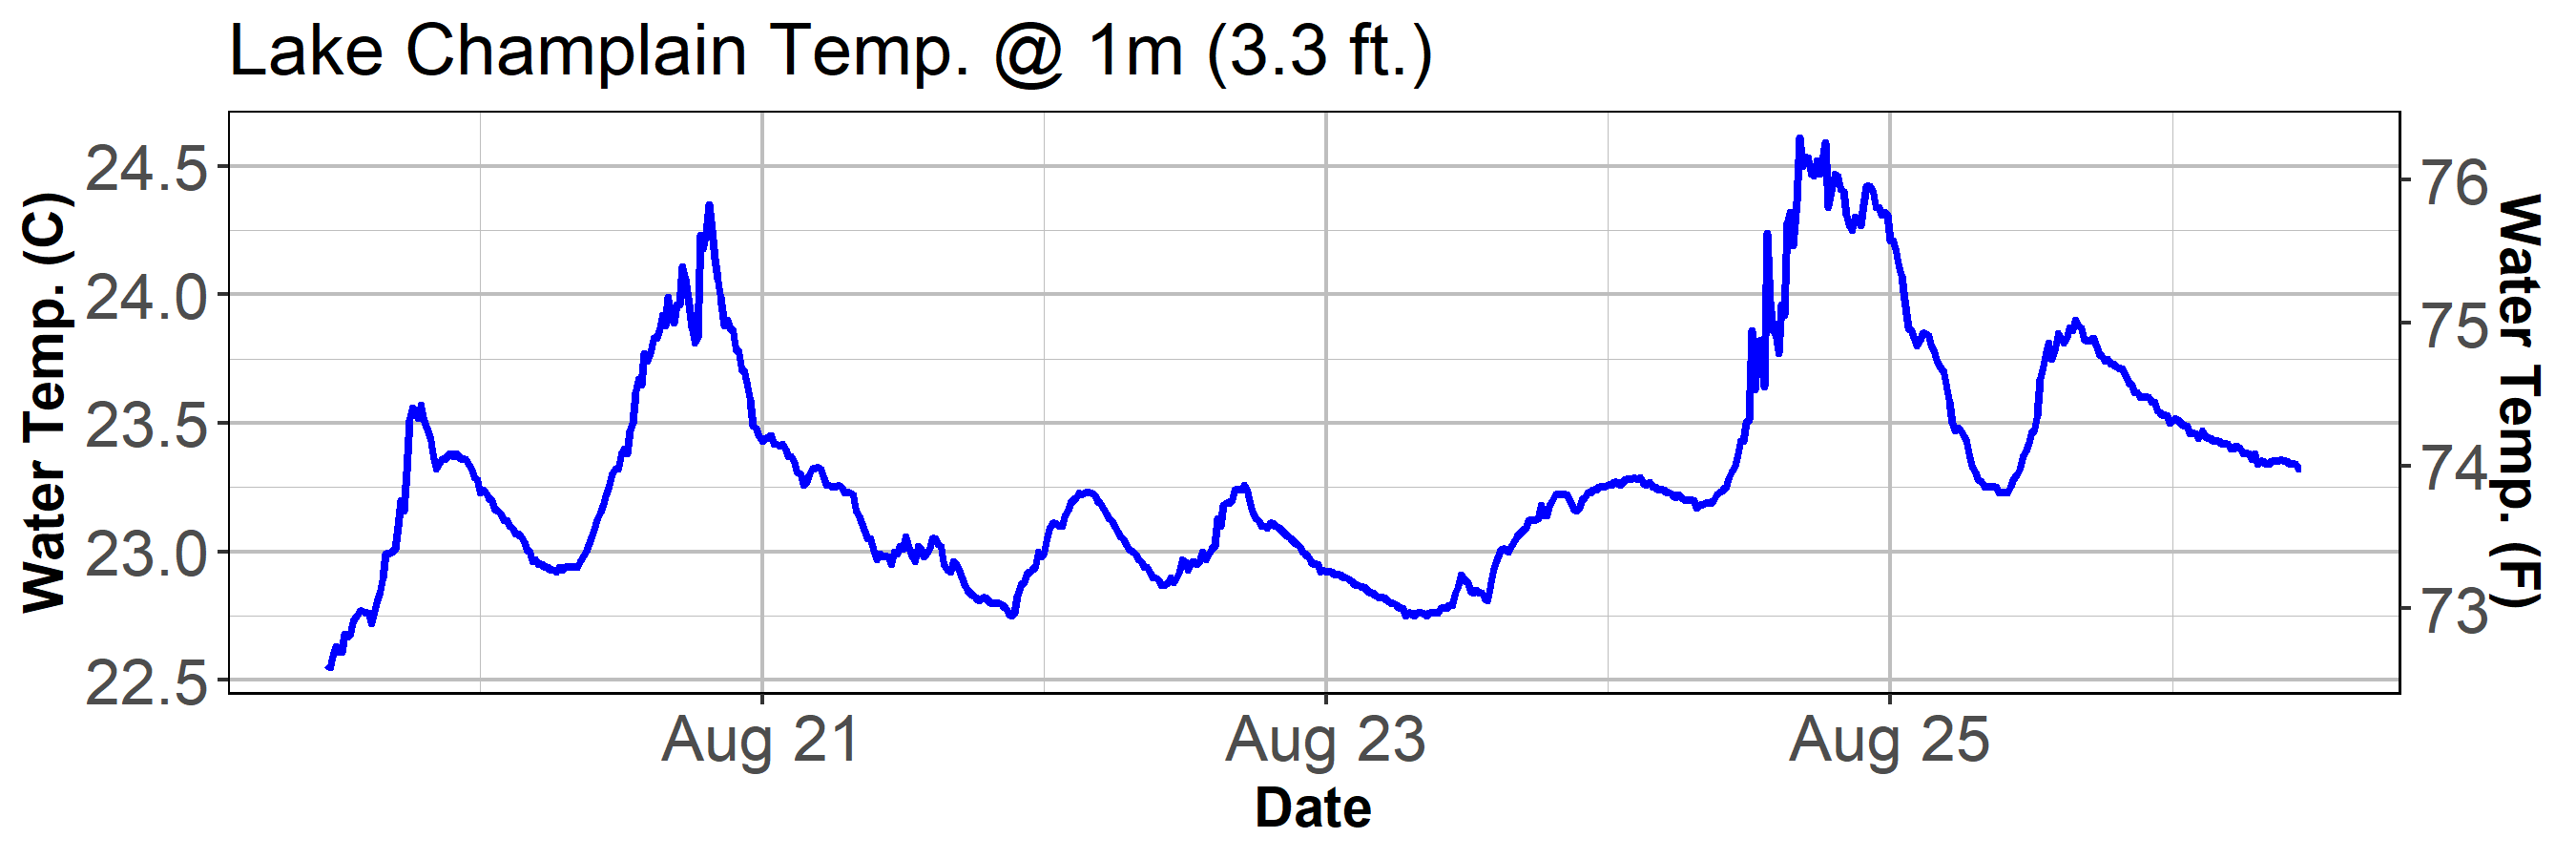 Lake Champlain Temp. @ 1m (3.3 ft.)
Water Temp. (C)
24.5
24.0
23.5
23.0
22.5
76
75
74
73
Water Temp. (F)
Aug 21 Aug 23 Aug 25
Date